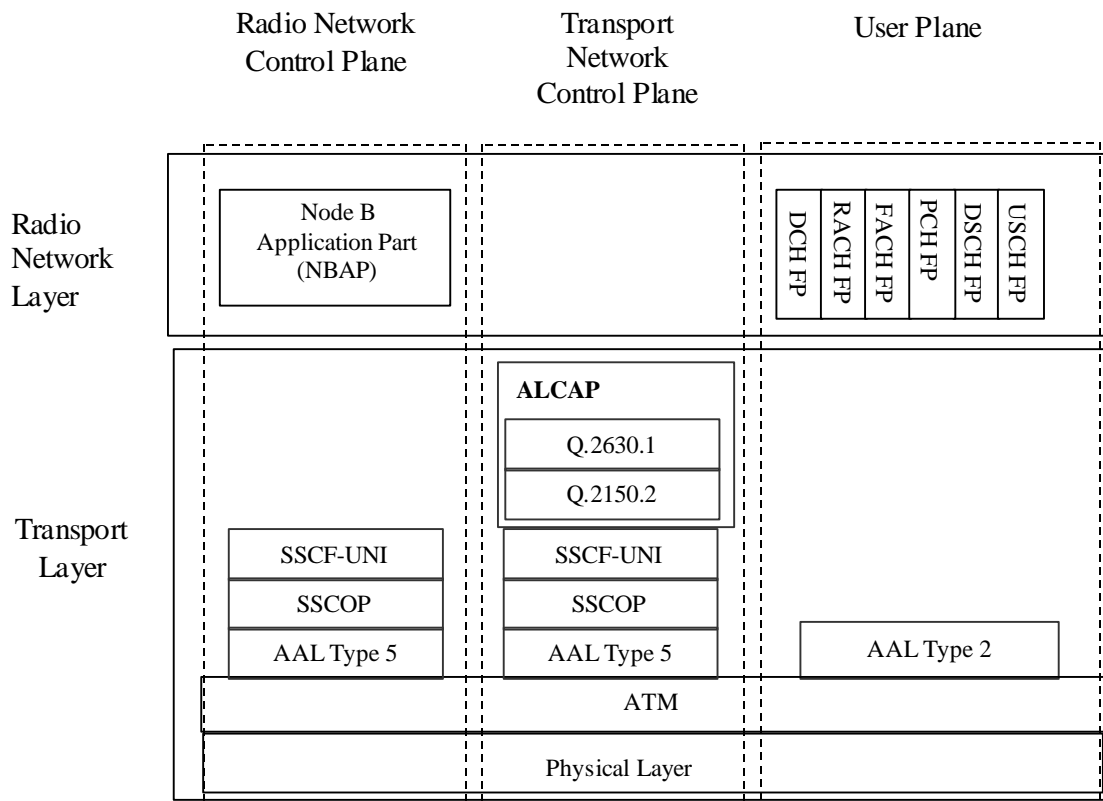 Radio Network
Control Plane
Transport
Network
Control Plane
User Plane
Radio
Network
Layer
Node B
Application Part
(NBAP)
DCH FP
RACH FP
FACH FP
PCH FP
DSCH FP
USCH FP
Transport
Layer
ALCAP
Q.2630.1
Q.2150.2
SSCF-UNI
SSCOP
AAL Type 5
SSCF-UNI
SSCOP
AAL Type 5
AAL Type 2
ATM
Physical Layer